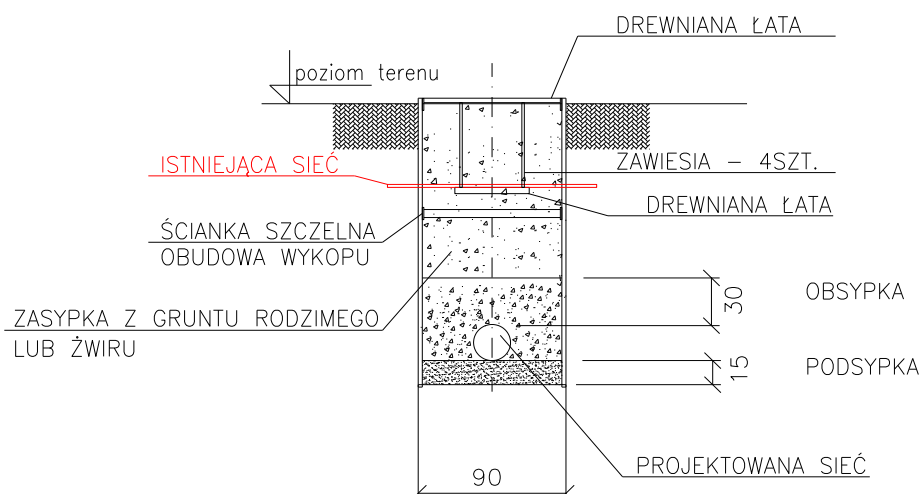 DREWNIANA ŁATA
poziom terenu
ISTNIEJĄCA SIEĆ
ZAWIESIA – 4SZT.
DREWNIANA ŁATA
ŚCIANKA SZCZELNA
OBUDOWA WYKOPU
30
OBSYPKA
ZASYPKA Z GRUNTU RODZIMEGO
LUB ŻWIRU
15
PODSYPKA
PROJEKTOWANA SIEĆ
90